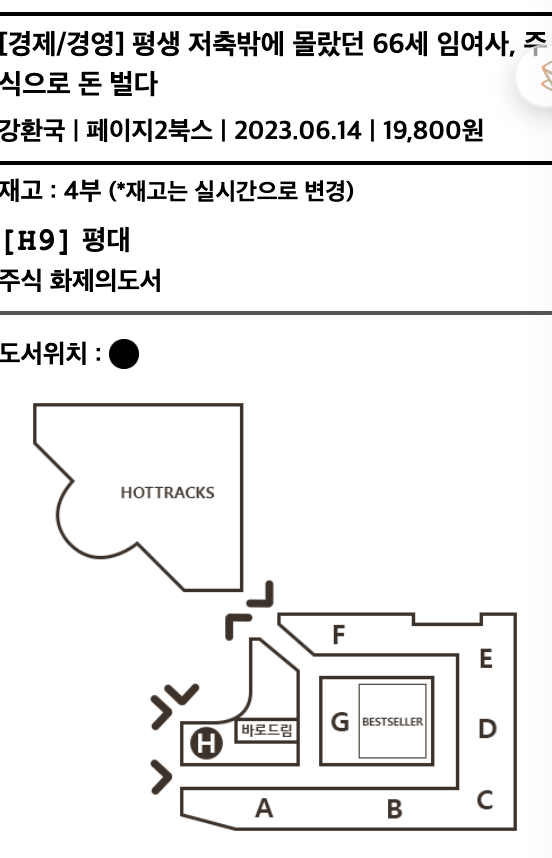 [경제/경영] 평생 저축밖에 몰랐던 66세 임여사, 주
식으로 돈 벌다
강환국 | 페이지2북스 | 2023.06.14 | 19,800원
재고 : 4부 (*재고는 실시간으로 변경)
[H9] 평대
주식 화제의도서
도서위치 :
HOTTRACKS
F
E
G
BESTSELLER
D
바로드림
H
A
B
C